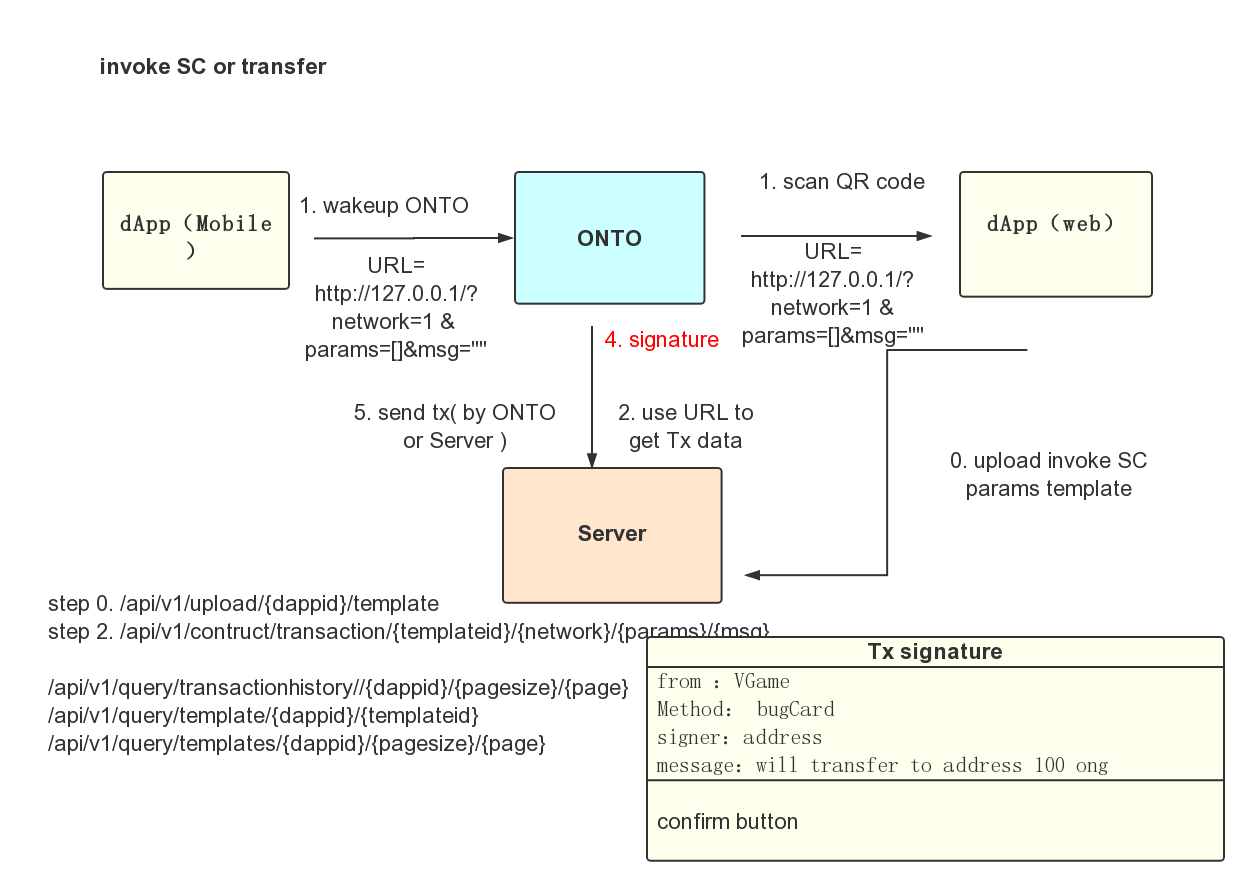 invoke SC or transfer
dApp（Mobile
）
1. wakeup ONTO
URL=
http://127.0.0.1/?
network=1 &
params=[]&msg=""
ONTO
1. scan QR code
URL=
http://127.0.0.1/?
network=1 &
params=[]&msg=""
dApp（web）
4. signature
5. send tx( by ONTO
or Server )
2. use URL to
get Tx data
0. upload invoke SC
params template
Server
step 0. /api/v1/upload/{dappid}/template
step 2. /api/v1/contruct/transaction/{templateid}/{network}/{params}/{msg}
/api/v1/query/transactionhistory//{dappid}/{pagesize}/{page}
/api/v1/query/template/{dappid}/{templateid}
/api/v1/query/templates/{dappid}/{pagesize}/{page}
Tx signature
from ：VGame
Method： bugCard
signer：address
message：will transfer to address 100 ong
confirm button